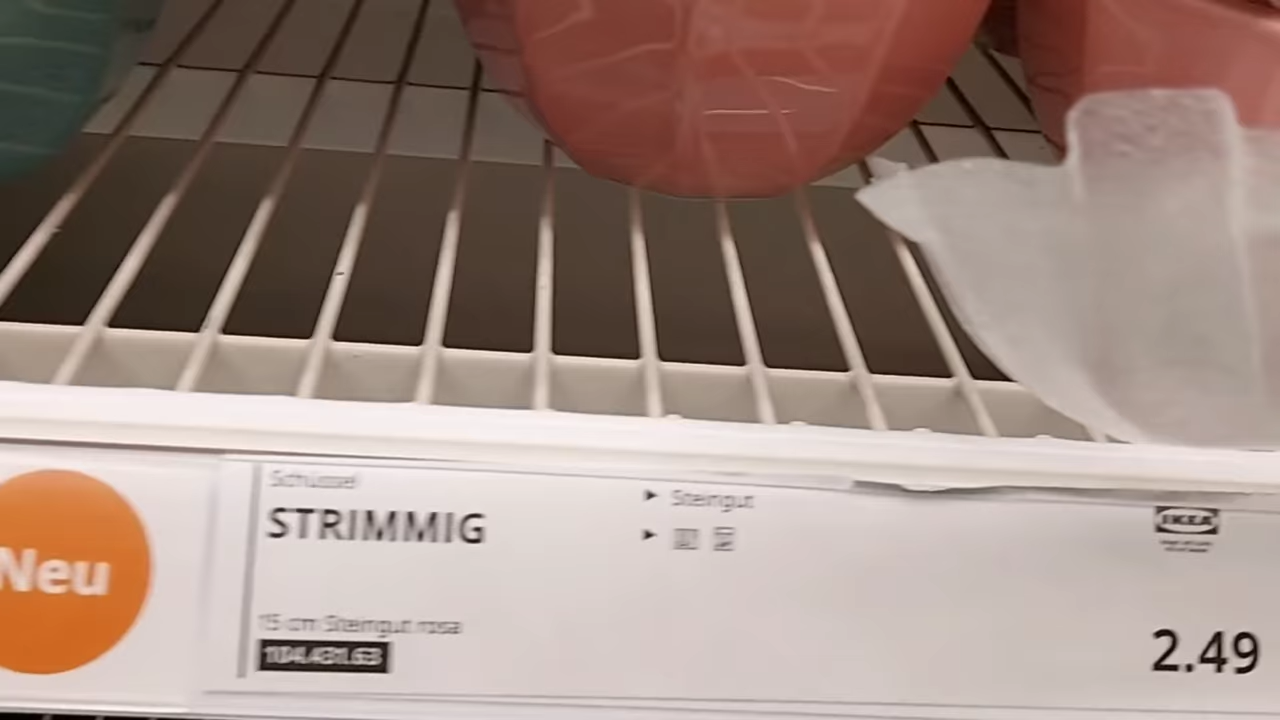 Neu
Schüssel
STRIMMIG
15 cm Steingut rosa
104.431.63
Steingut
IKEA
2.49